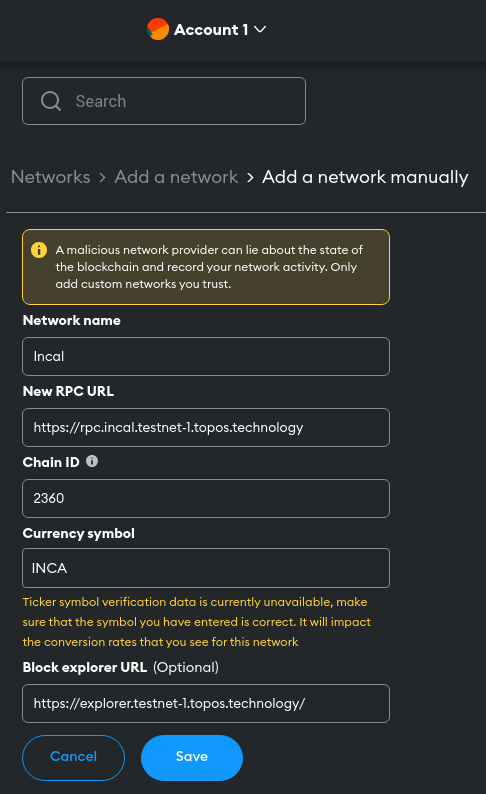 Account 1
Search
Networks > Add a network > Add a network manually
A malicious network provider can lie about the state of
the blockchain and record your network activity. Only
add custom networks you trust.
Network name
Incal
New RPC URL
https://rpc.incal.testnet-1.topos.technology
Chain ID
2360
Currency symbol
INCA
Ticker symbol verification data is currently unavailable, make
sure that the symbol you have entered is correct. It will impact
the conversion rates that you see for this network
Block explorer URL (Optional)
https://explorer.testnet-1.topos.technology/
Cancel Save